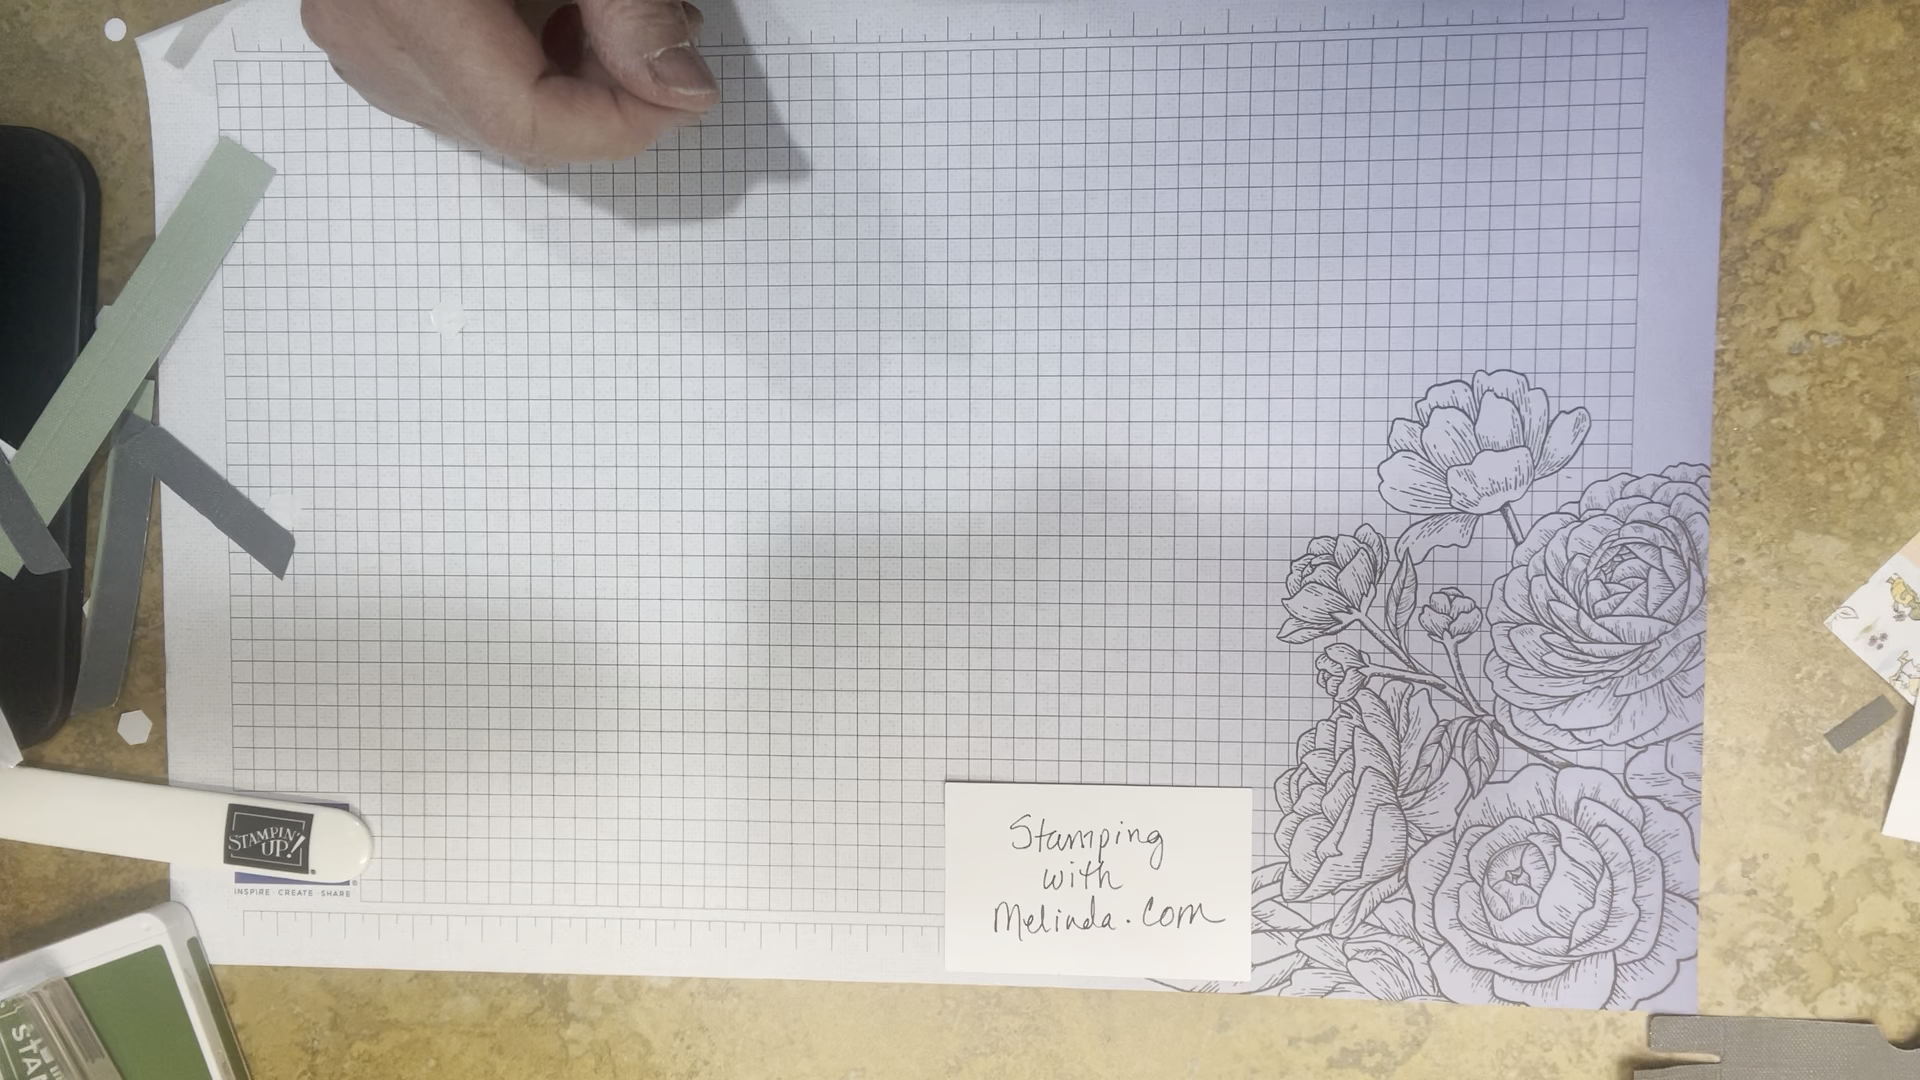 STAMPIN'
UP!
INSPIRE · CREATE · SHARE
Stamping
with
Melinda.com